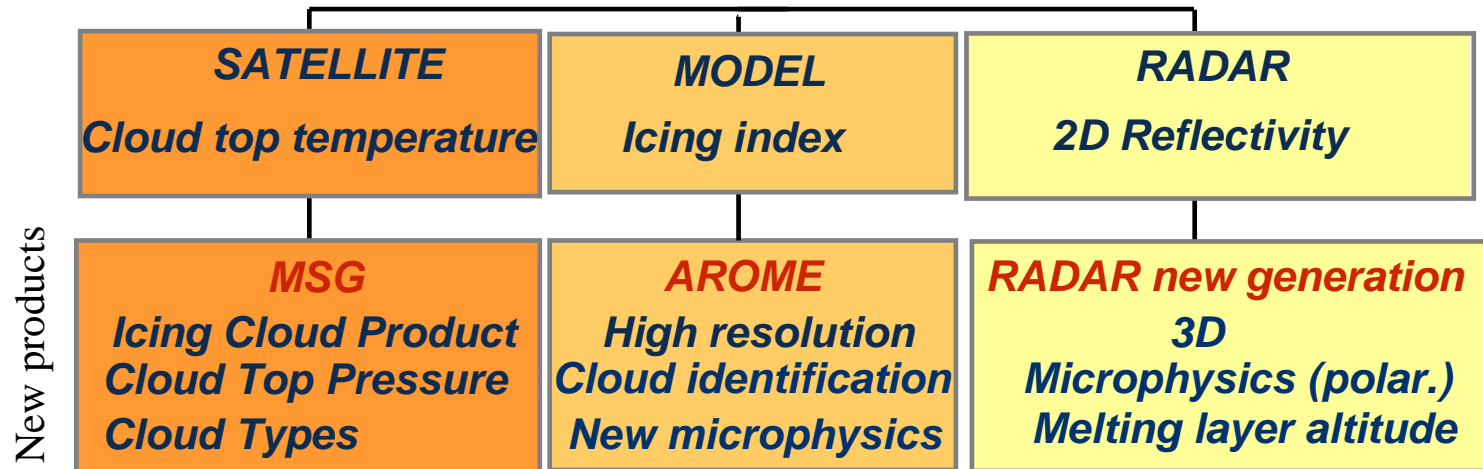 SATELLITE
Cloud top temperature
MODEL
Icing index
RADAR
2D Reflectivity
New products
MSG
Icing Cloud Product
Cloud Top Pressure
Cloud Types
AROME
High resolution
Cloud identification
New microphysics
RADAR new generation
3D
Microphysics (polar.)
Melting layer altitude